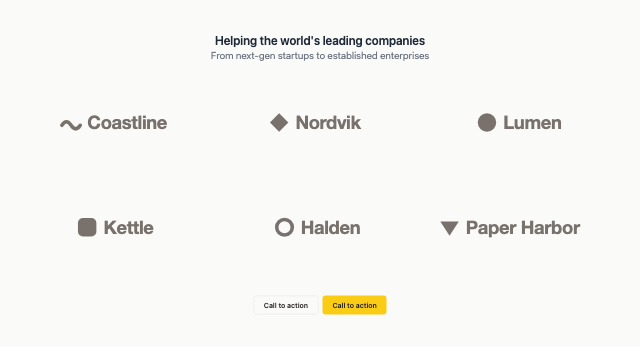 Helping the world's leading companies
From next-gen startups to established enterprises
Coastline
Nordvik
Lumen
Kettle
Halden
Paper Harbor
Call to action
Call to action